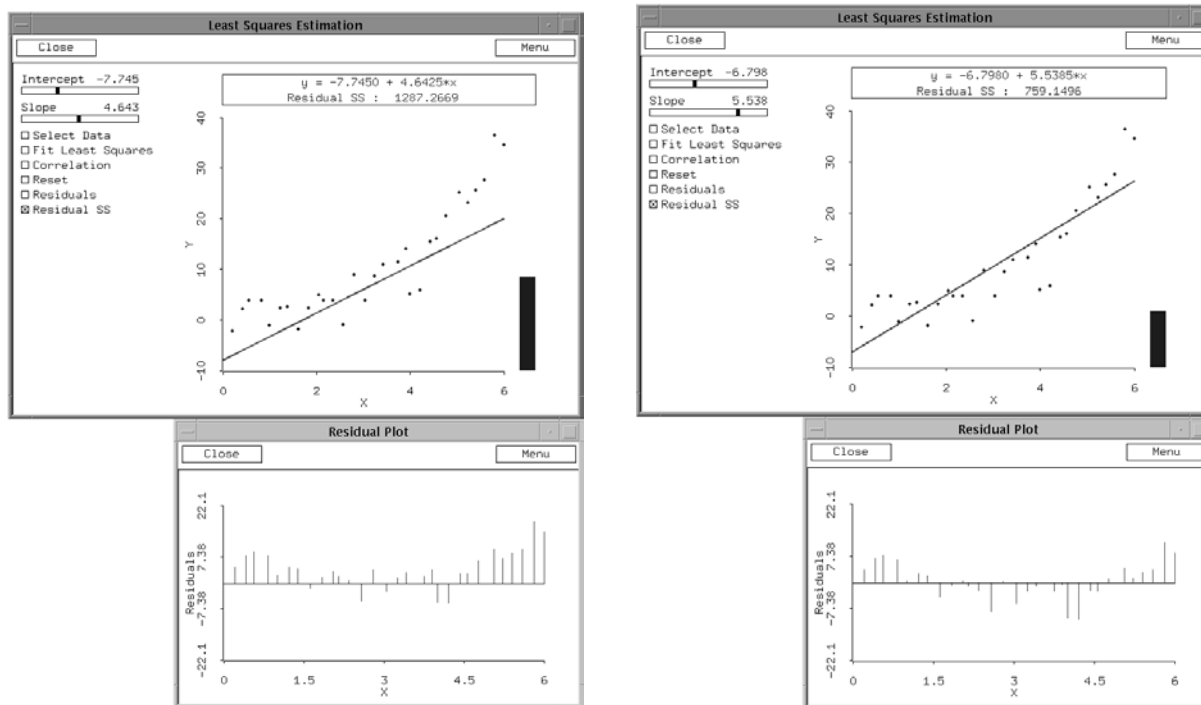 Least Squares Estimation
Close Menu
Intercept -7.745
Slope 4.643
Select Data
Fit Least Squares
Correlation
Reset
Residuals
Residual SS
y = -7.7450 + 4.6425*x
Residual SS : 1287.2669
40
30
20
10
0
-10
Y
0 2 4 6
X
Residual Plot
Close Menu
22.1
7.38
-7.38
-22.1
Residuals
0 1.5 3 4.5 6
X
Least Squares Estimation
Close Menu
Intercept -6.798
Slope 5.538
Select Data
Fit Least Squares
Correlation
Reset
Residuals
Residual SS
y = -6.7980 + 5.5385*x
Residual SS : 759.1496
40
30
20
10
0
-10
Y
0 2 4 6
X
Residual Plot
Close Menu
22.1
7.38
-7.38
-22.1
Residuals
0 1.5 3 4.5 6
X